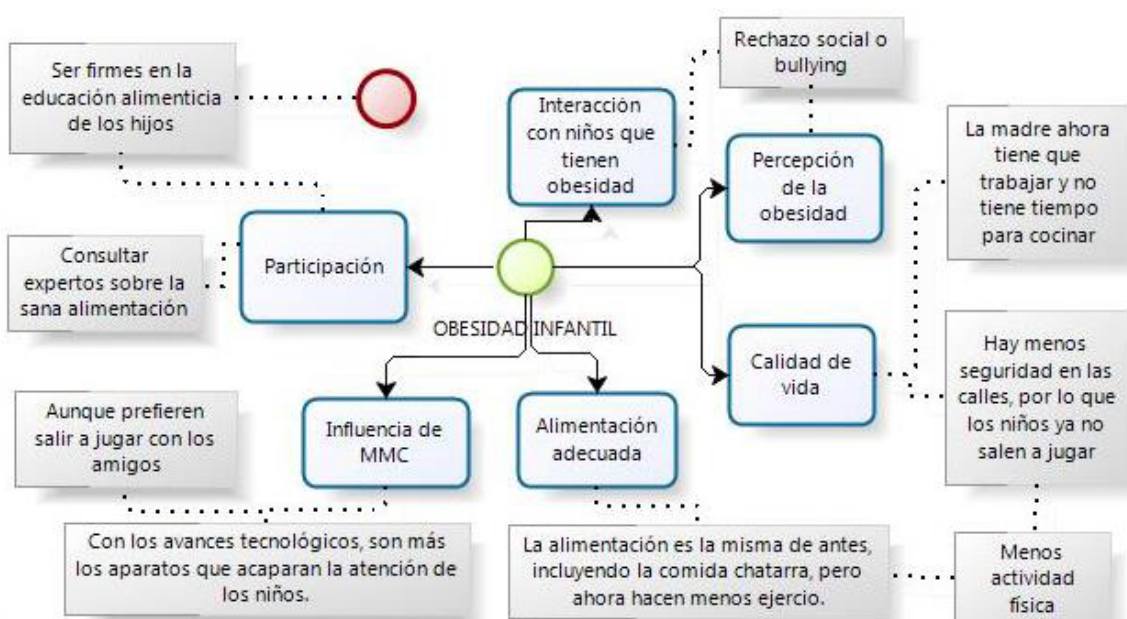 Ser firmes en la
educación alimenticia
de los hijos
Interacción
con niños que
tienen
obesidad
Rechazo social o
bullying
Percepción
de la
obesidad
La madre ahora
tiene que
trabajar y no
tiene tiempo
para cocinar
Consultar
expertos sobre la
sana alimentación
Participación
OBESIDAD INFANTIL
Calidad de
vida
Hay menos
seguridad en las
calles, por lo que
los niños ya no
salen a jugar
Aunque prefieren
salir a jugar con los
amigos
Influencia de
MMC
Alimentación
adecuada
Con los avances tecnológicos, son más
los aparatos que acaparan la atención de
los niños.
La alimentación es la misma de antes,
incluyendo la comida chatarra, pero
ahora hacen menos ejercio.
Menos
actividad
física